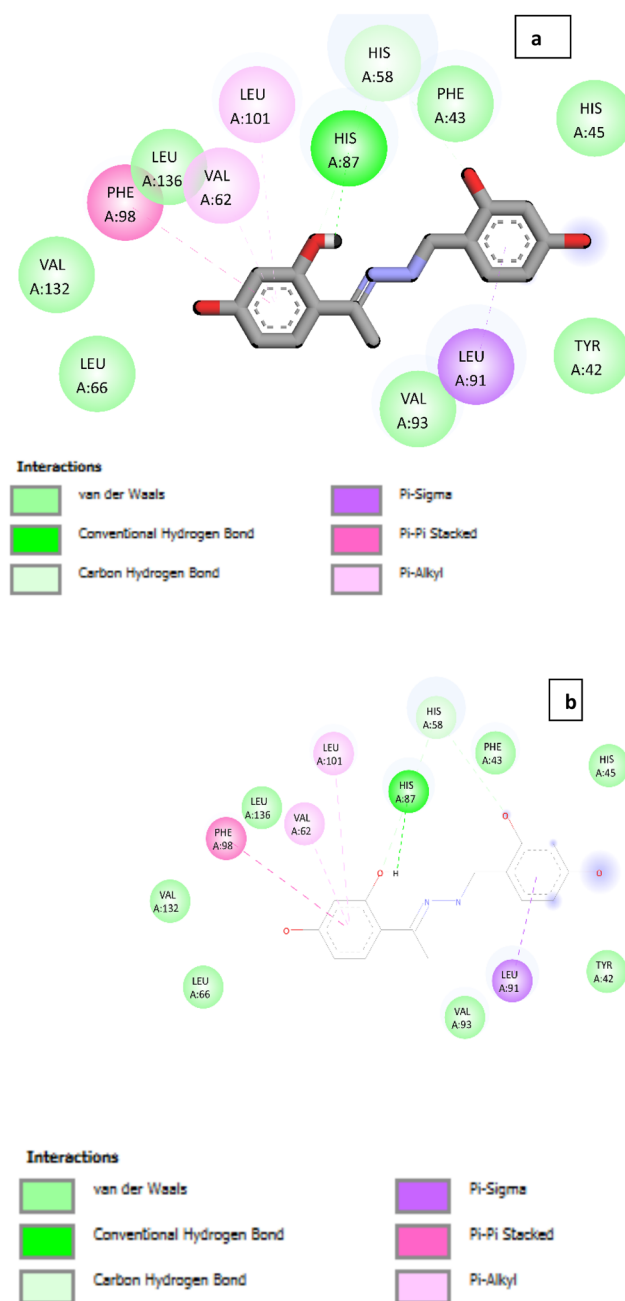 a
HIS
A:58
PHE
A:43
HIS
A:45
LEU
A:101
HIS
A:87
LEU
A:136
VAL
A:62
PHE
A:98
VAL
A:132
LEU
A:66
TYR
A:42
LEU
A:91
VAL
A:93
Interactions
van der Waals
Conventional Hydrogen Bond
Carbon Hydrogen Bond
Pi-Sigma
Pi-Pi Stacked
Pi-Alkyl
b
HIS
A:58
PHE
A:43
HIS
A:45
LEU
A:101
HIS
A:87
LEU
A:136
VAL
A:62
PHE
A:98
VAL
A:132
LEU
A:66
O
H
O
N
N
O
O
TYR
A:42
LEU
A:91
VAL
A:93
Interactions
van der Waals
Conventional Hydrogen Bond
Carbon Hydrogen Bond
Pi-Sigma
Pi-Pi Stacked
Pi-Alkyl